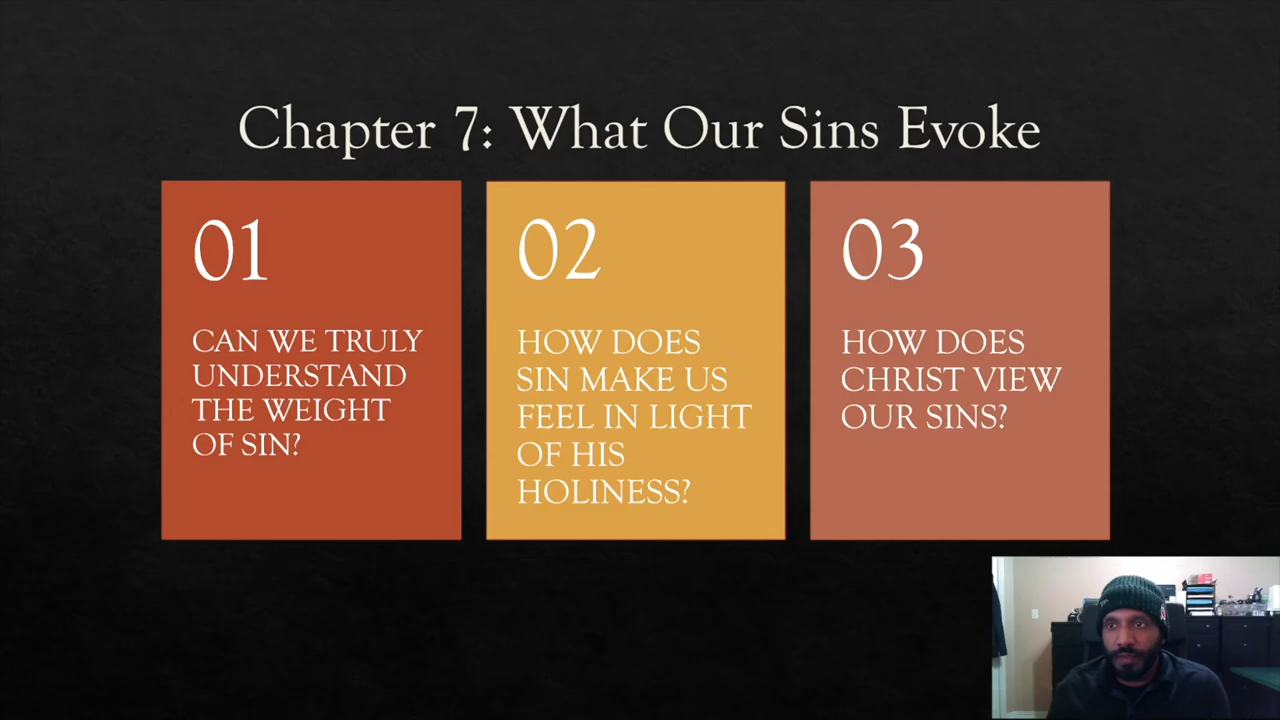 Chapter 7: What Our Sins Evoke
01
CAN WE TRULY
UNDERSTAND
THE WEIGHT
OF SIN?
02
HOW DOES
SIN MAKE US
FEEL IN LIGHT
OF HIS
HOLINESS?
03
HOW DOES
CHRIST VIEW
OUR SINS?